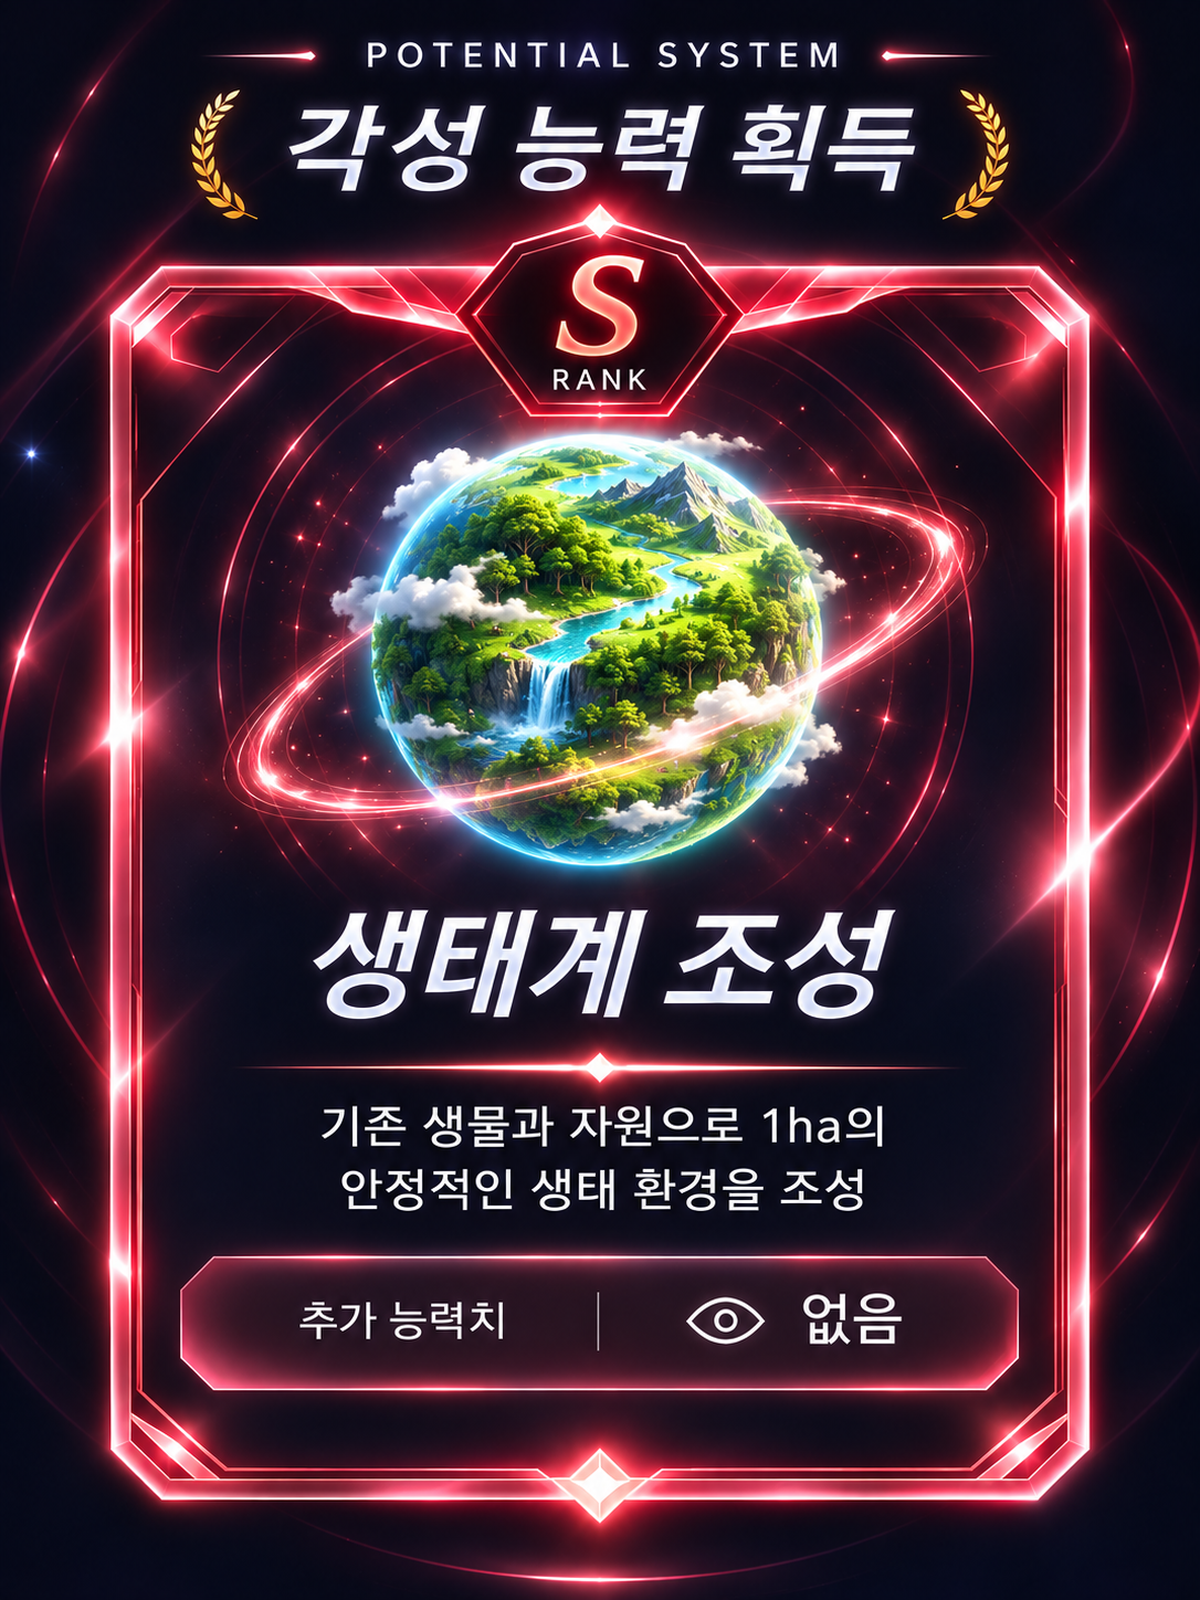 POTENTIAL SYSTEM
각성 능력 획득
S
RANK
생태계 조성
기존 생물과 자원으로 1ha의
안정적인 생태 환경을 조성
추가 능력치
없음